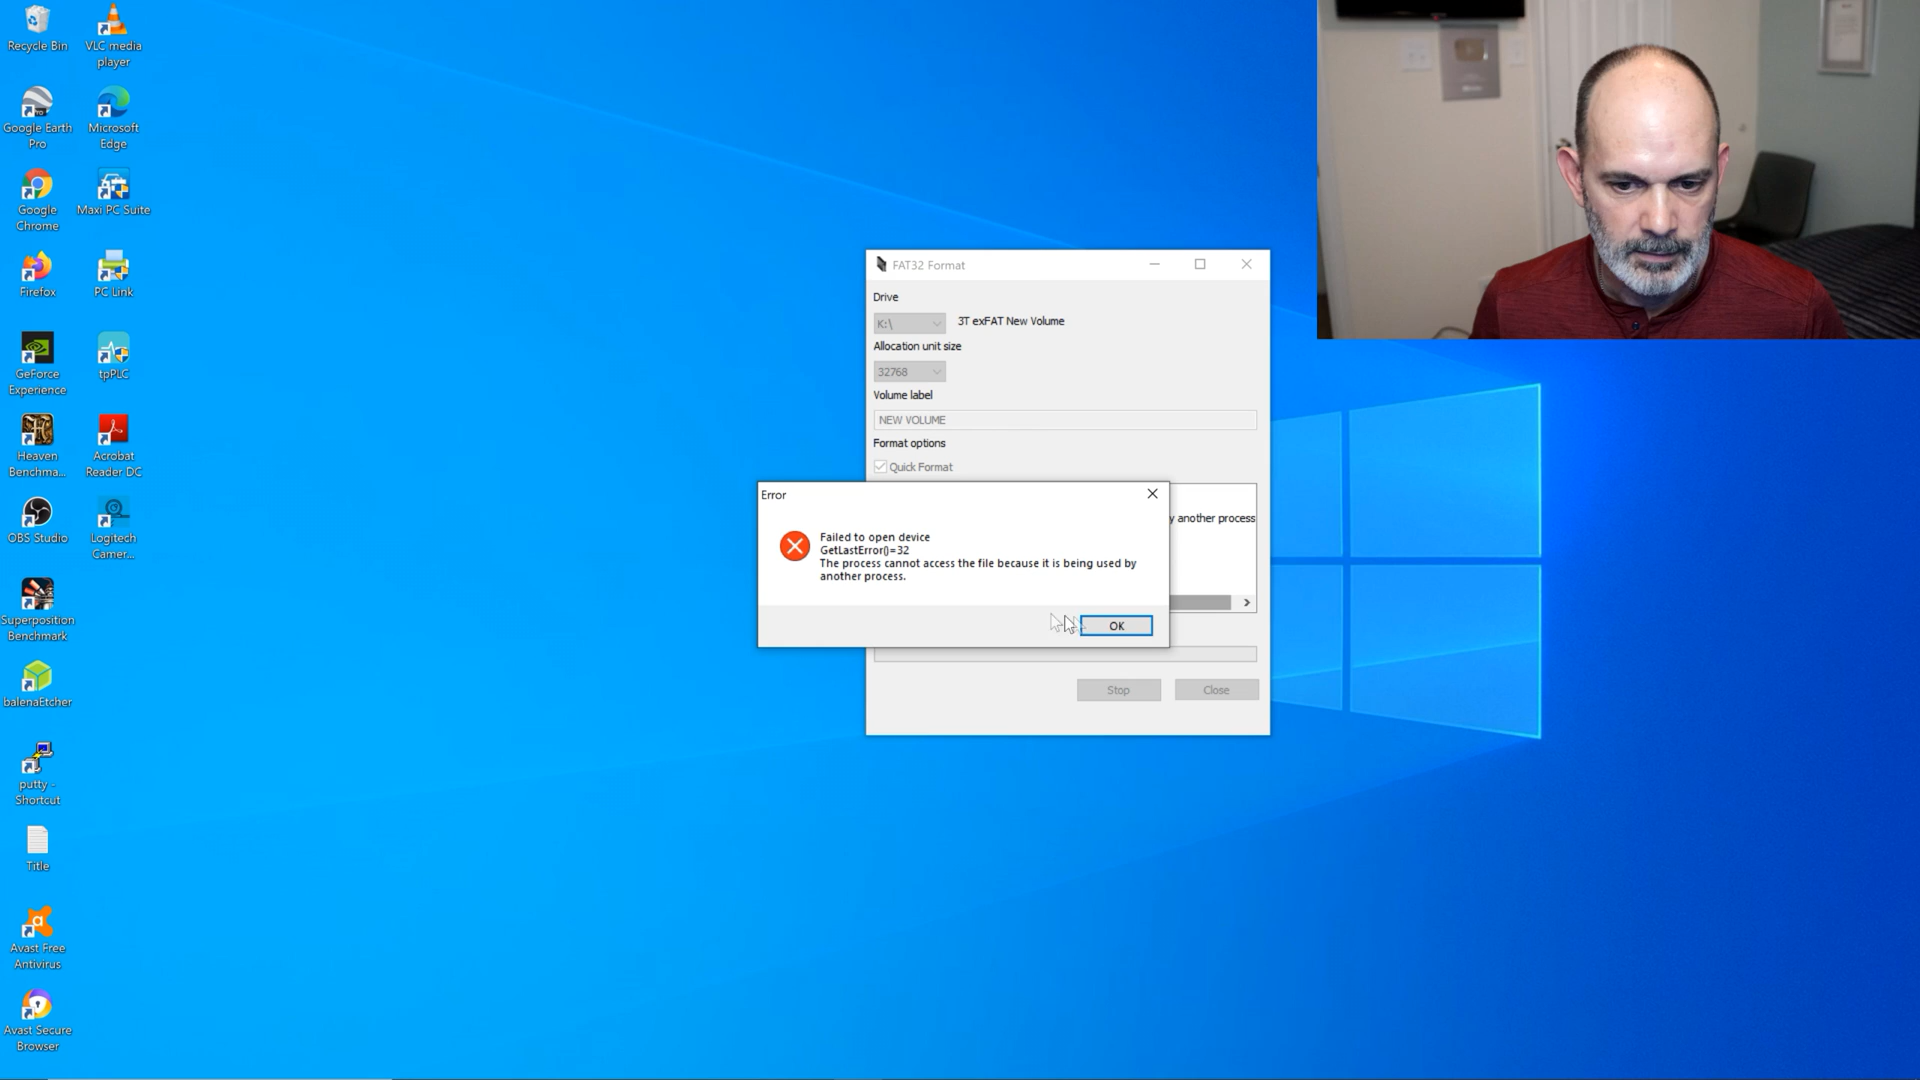 Recycle Bin
VLC media
player
Google Earth
Pro
Microsoft
Edge
Google
Chrome
Maxi PC Suite
Firefox
PC Link
GeForce
Experience
tpPLC
Heaven
Benchma...
Acrobat
Reader DC
OBS Studio
Logitech
Camer...
Superposition
Benchmark
balenaEtcher
putty -
Shortcut
Title
Avast Free
Antivirus
Avast Secure
Browser
FAT32 Format
Drive
K:\
3T exFAT New Volume
Allocation unit size
32768
Volume label
NEW VOLUME
Format options
Quick Format
y another process
Error
Failed to open device
GetLastError()=32
The process cannot access the file because it is being used by
another process.
OK
Stop
Close